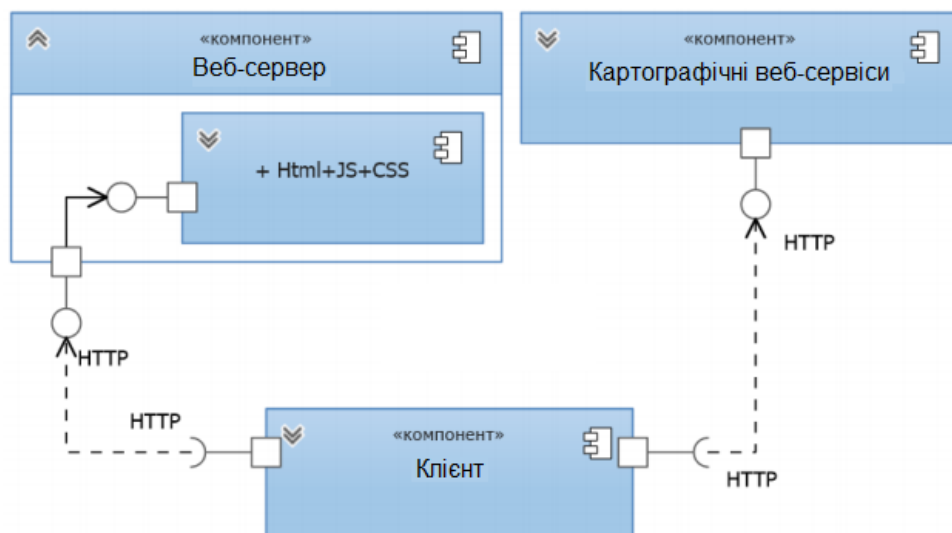 «компонент»
Веб-сервер
+ Html+JS+CSS
«компонент»
Картографічні веб-сервіси
HTTP
HTTP
HTTP
«компонент»
Клієнт
HTTP